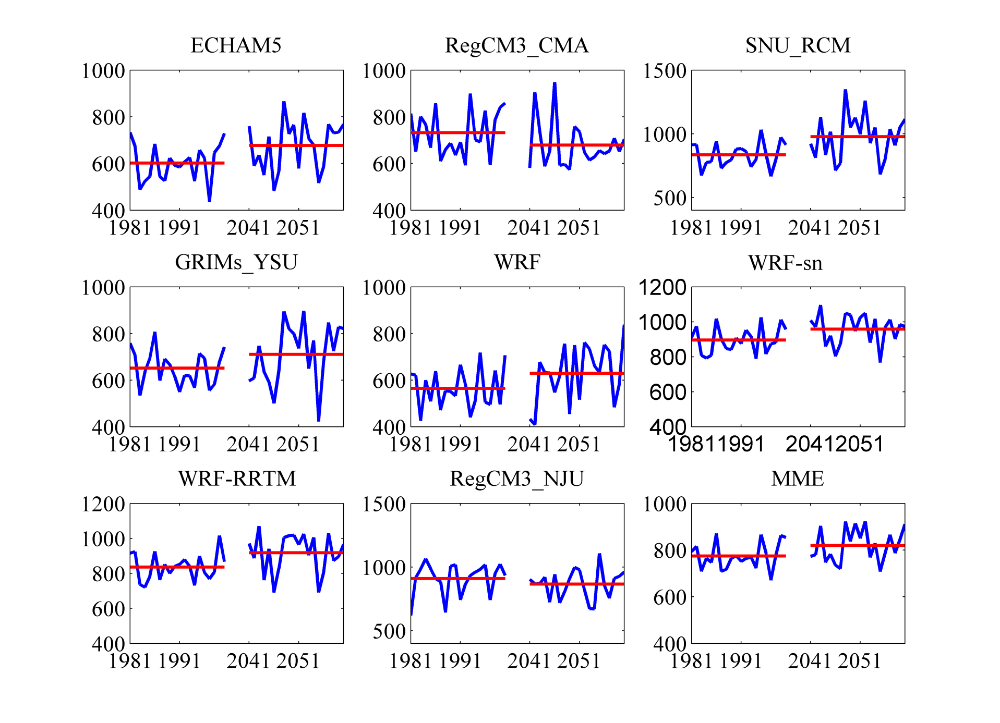 ECHAM5 RegCM3_CMA SNU_RCM
1000 1000 1500
800 800
1000
600 600
500
400 400
1981 1991 2041 2051 1981 1991 2041 2051 1981 1991 2041 2051
GRIMs_YSU WRF WRF-sn
1000 1000 1200
1000
800 800
800
600 600
600
400 400 400
1981 1991 2041 2051 1981 1991 2041 2051 1981 1991 2041 2051
WRF-RRTM RegCM3_NJU MME
1200 1500 1000
1000
1000 800
800
600 600
500
400 400
1981 1991 2041 2051 1981 1991 2041 2051 1981 1991 2041 2051